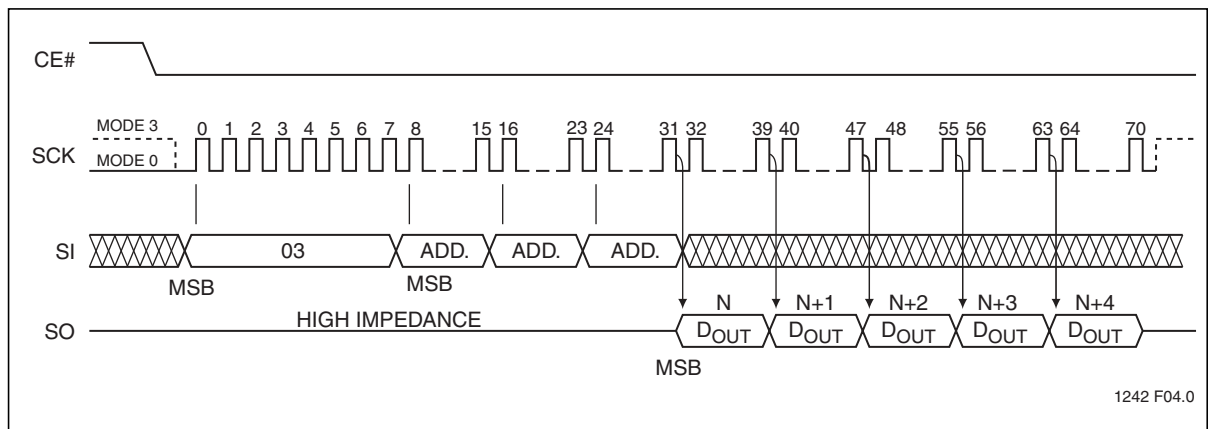 CE#
MODE 3
0 1 2 3 4 5 6 7 8 15 16 23 24 31 32 39 40 47 48 55 56 63 64 70
SCK
MODE 0
SI
03 ADD. ADD. ADD.
MSB MSB
N N+1 N+2 N+3 N+4
SO
HIGH IMPEDANCE
DOUT DOUT DOUT DOUT DOUT
MSB
1242 F04.0